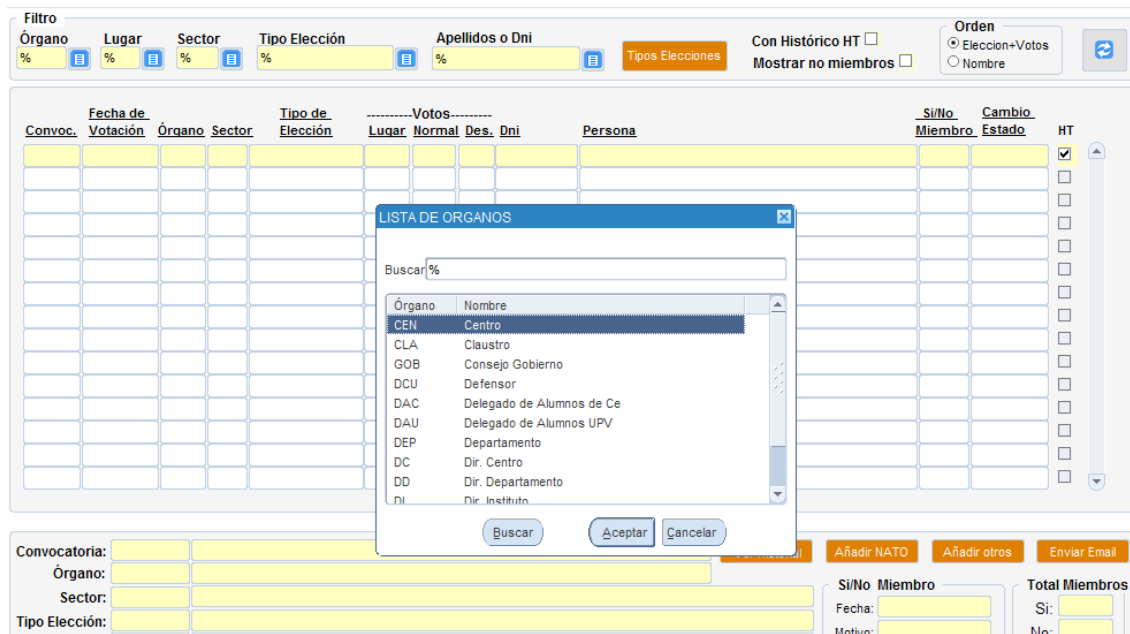 Filtro
Órgano Lugar Sector Tipo Elección Apellidos o Dni
% % % % %
Tipos Elecciones
Con Histórico HT
Mostrar no miembros
Orden
Eleccion+Votos
Nombre
Fecha de Tipo de ----------Votos--------- Si/No Cambio
Convoc. Votación Órgano Sector Elección Lugar Normal Des. Dni Persona Miembro Estado HT
LISTA DE ORGANOS
Buscar %
Órgano Nombre
CEN Centro
CLA Claustro
GOB Consejo Gobierno
DCU Defensor
DAC Delegado de Alumnos de Ce
DAU Delegado de Alumnos UPV
DEP Departamento
DC Dir. Centro
DD Dir. Departamento
DI Dir. Instituto
Buscar Aceptar Cancelar
Convocatoria:
Órgano:
Sector:
Tipo Elección:
Añadir NATO Añadir otros Enviar Email
Si/No Miembro
Fecha:
Motivo:
Total Miembros
Si:
No: